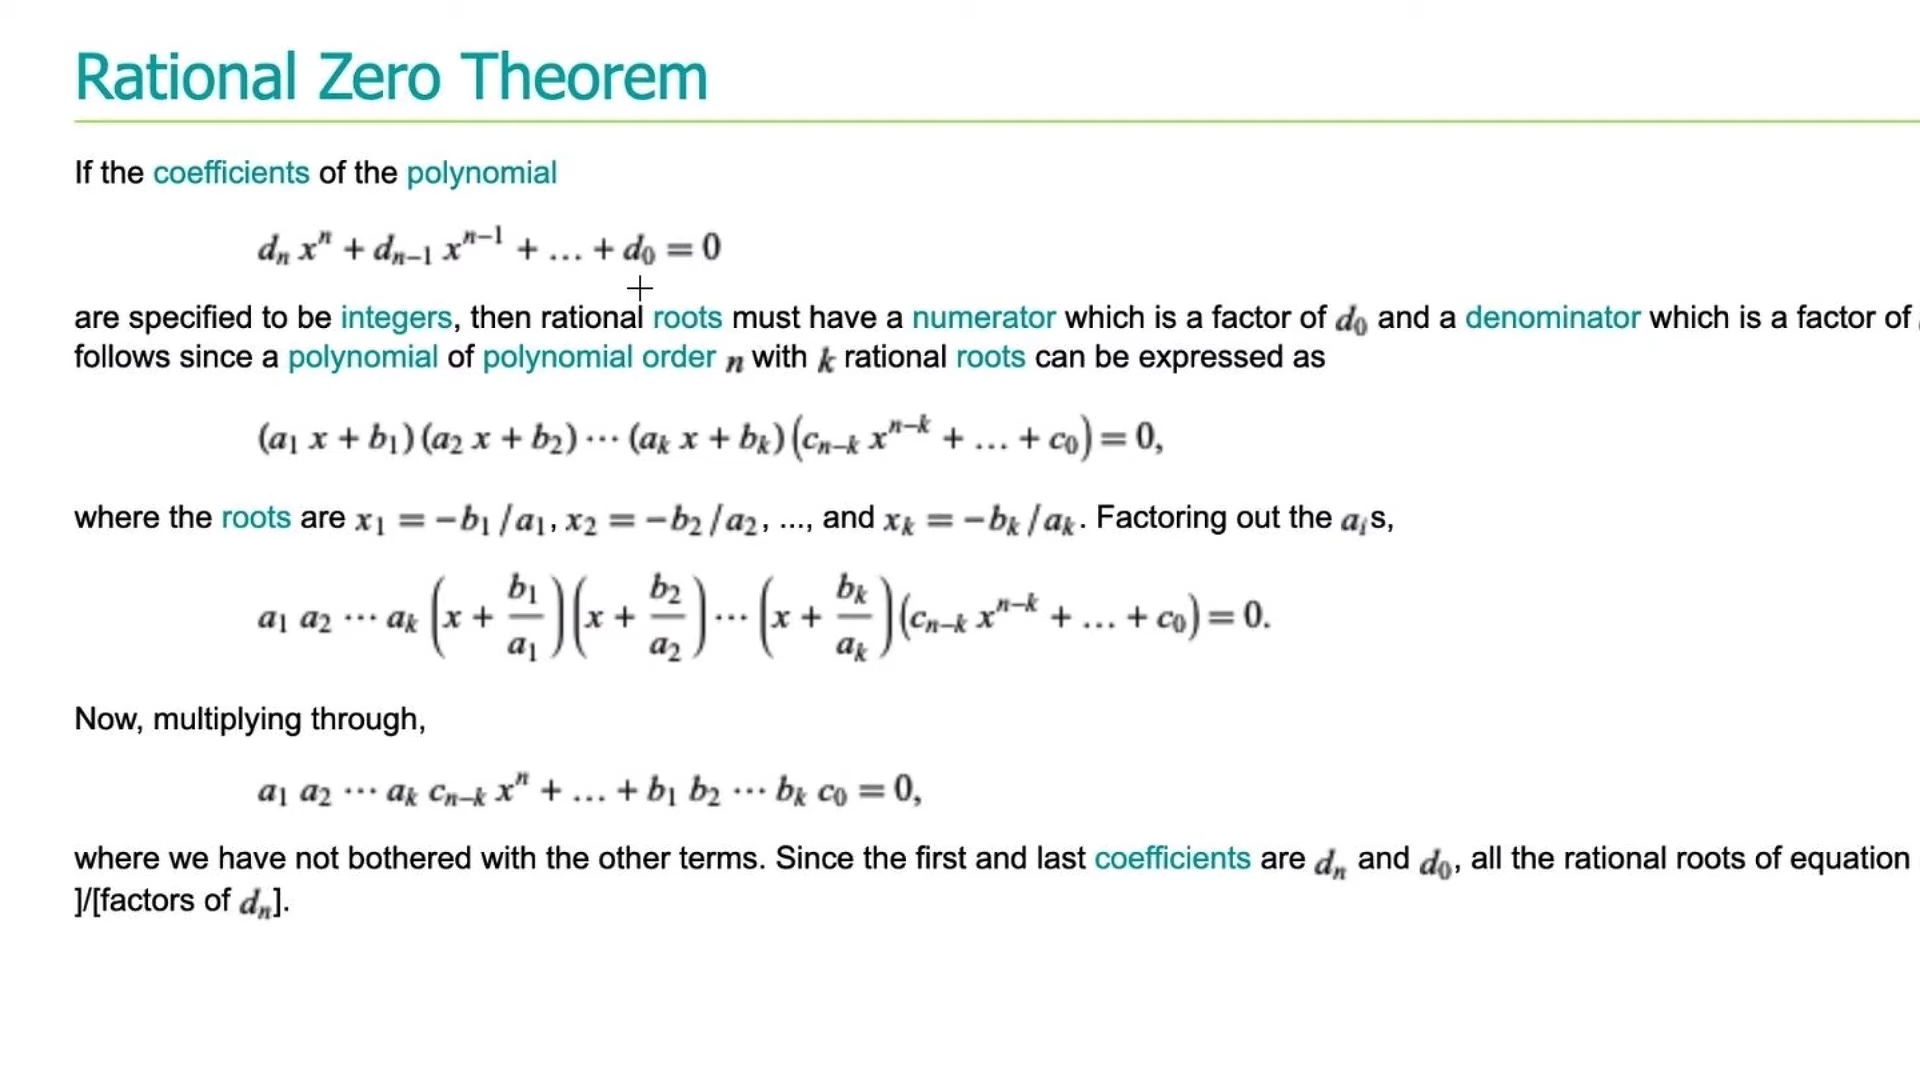 Rational Zero Theorem
If the coefficients of the polynomial
dₙ xⁿ + dₙ₋₁ xⁿ⁻¹ + ... + d₀ = 0
are specified to be integers, then rational roots must have a numerator which is a factor of d₀ and a denominator which is a factor of
follows since a polynomial of polynomial order n with k rational roots can be expressed as
(a₁ x + b₁)(a₂ x + b₂) ⋯ (aₖ x + bₖ)(cₙ₋ₖ xⁿ⁻ᵏ + ... + c₀) = 0,
where the roots are x₁ = −b₁/a₁, x₂ = −b₂/a₂, ..., and xₖ = −bₖ/aₖ. Factoring out the aᵢs,
a₁ a₂ ⋯ aₖ (x + b₁/a₁)(x + b₂/a₂) ⋯ (x + bₖ/aₖ)(cₙ₋ₖ xⁿ⁻ᵏ + ... + c₀) = 0.
Now, multiplying through,
a₁ a₂ ⋯ aₖ cₙ₋ₖ xⁿ + ... + b₁ b₂ ⋯ bₖ c₀ = 0,
where we have not bothered with the other terms. Since the first and last coefficients are dₙ and d₀, all the rational roots of equation
]/[factors of dₙ].